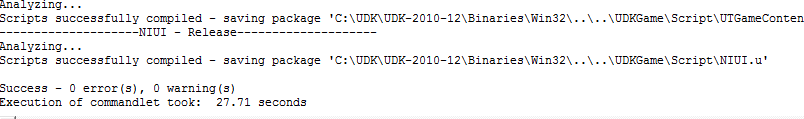 Analyzing...
Scripts successfully compiled - saving package 'C:\UDK\UDK-2010-12\Binaries\Win32\..\..\UDKGame\Script\UTGameConten
--------------------NIUI - Release--------------------
Analyzing...
Scripts successfully compiled - saving package 'C:\UDK\UDK-2010-12\Binaries\Win32\..\..\UDKGame\Script\NIUI.u'
Success - 0 error(s), 0 warning(s)
Execution of commandlet took:  27.71 seconds